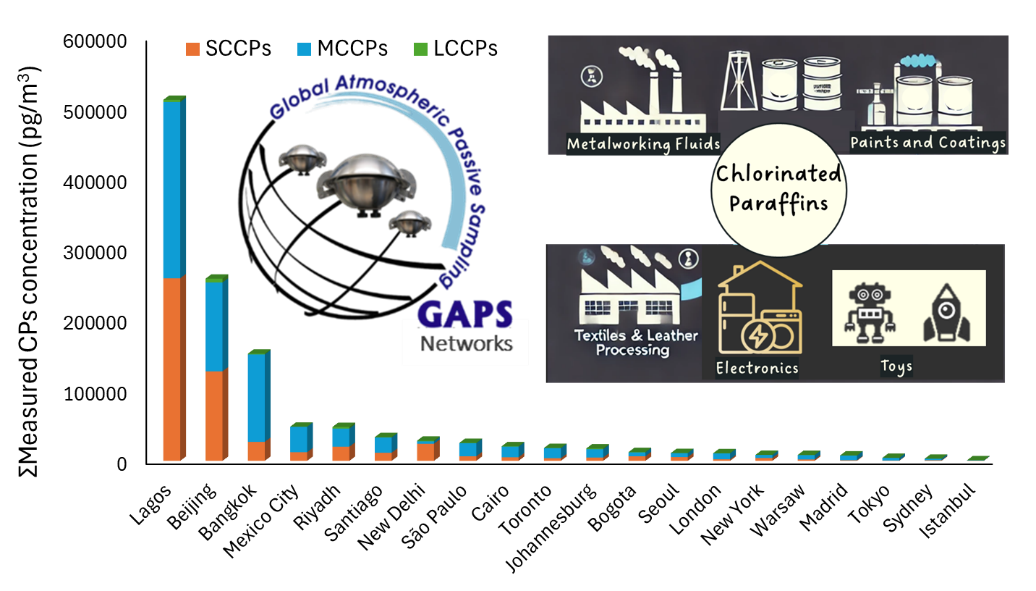 ΣMeasured CPs concentration (pg/m³)
600000
500000
400000
300000
200000
100000
0
SCCPs MCCPs LCCPs
Global Atmospheric Passive Sampling
GAPS
Networks
Metalworking Fluids
Paints and Coatings
Chlorinated
Paraffins
Textiles & Leather
Processing
Electronics
Toys
Lagos
Beijing
Bangkok
Mexico City
Riyadh
Santiago
New Delhi
São Paulo
Cairo
Toronto
Johannesburg
Bogota
Seoul
London
New York
Warsaw
Madrid
Tokyo
Sydney
Istanbul